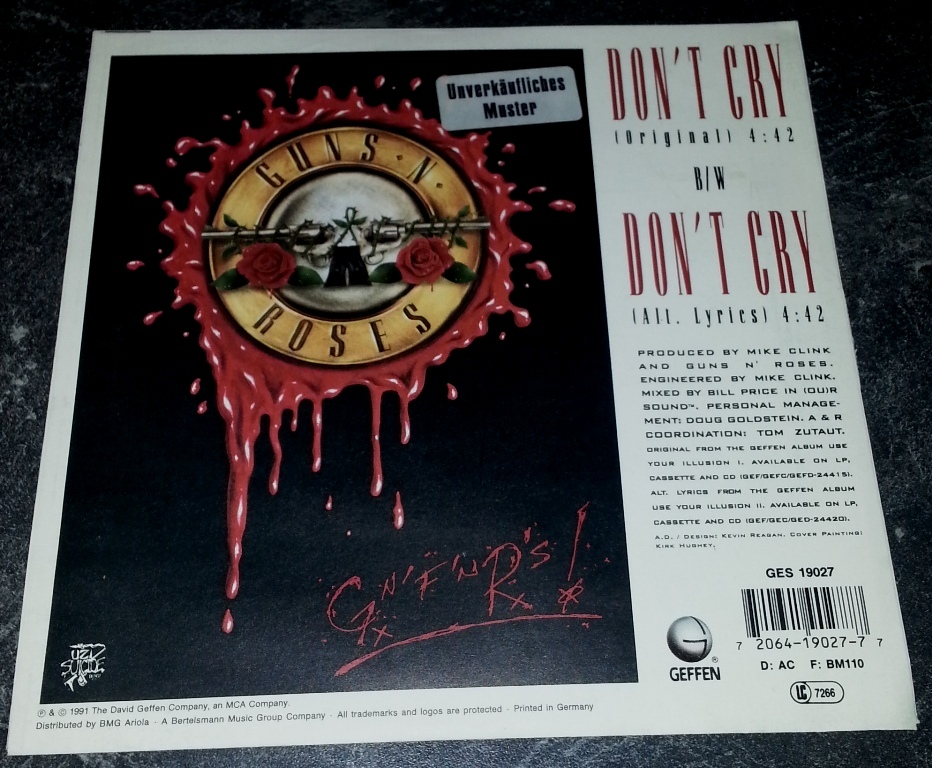 Unverkäufliches
Muster
GUNS · N ·
ROSES
GN'F'N'R's!
UZI
SUICIDE
DON'T CRY
(Original) 4:42
B/W
DON'T CRY
(Alt. Lyrics) 4:42
PRODUCED BY MIKE CLINK
AND GUNS N' ROSES.
ENGINEERED BY MIKE CLINK.
MIXED BY BILL PRICE IN (OU)R
SOUND™. PERSONAL MANAGE-
MENT: DOUG GOLDSTEIN. A & R
COORDINATION: TOM ZUTAUT.
ORIGINAL FROM THE GEFFEN ALBUM USE
YOUR ILLUSION I. AVAILABLE ON LP,
CASSETTE AND CD (GEF/GEFC/GEFD-24415).
ALT. LYRICS FROM THE GEFFEN ALBUM
USE YOUR ILLUSION II. AVAILABLE ON LP,
CASSETTE AND CD (GEF/GEC/GED-24420).
A.D. / DESIGN: KEVIN REAGAN, COVER PAINTING:
KIRK HUGHEY.
GES 19027
7 2064-19027-7 7
GEFFEN®
D: AC F: BM110
LC 7266
℗ & © 1991 The David Geffen Company, an MCA Company.
Distributed by BMG Ariola · A Bertelsmann Music Group Company · All trademarks and logos are protected · Printed in Germany